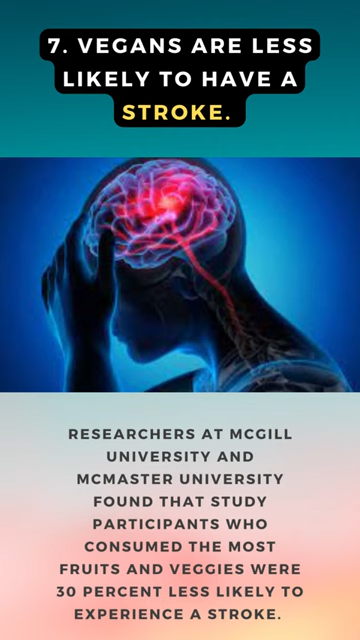 7. VEGANS ARE LESS
LIKELY TO HAVE A
STROKE.
RESEARCHERS AT MCGILL
UNIVERSITY AND
MCMASTER UNIVERSITY
FOUND THAT STUDY
PARTICIPANTS WHO
CONSUMED THE MOST
FRUITS AND VEGGIES WERE
30 PERCENT LESS LIKELY TO
EXPERIENCE A STROKE.